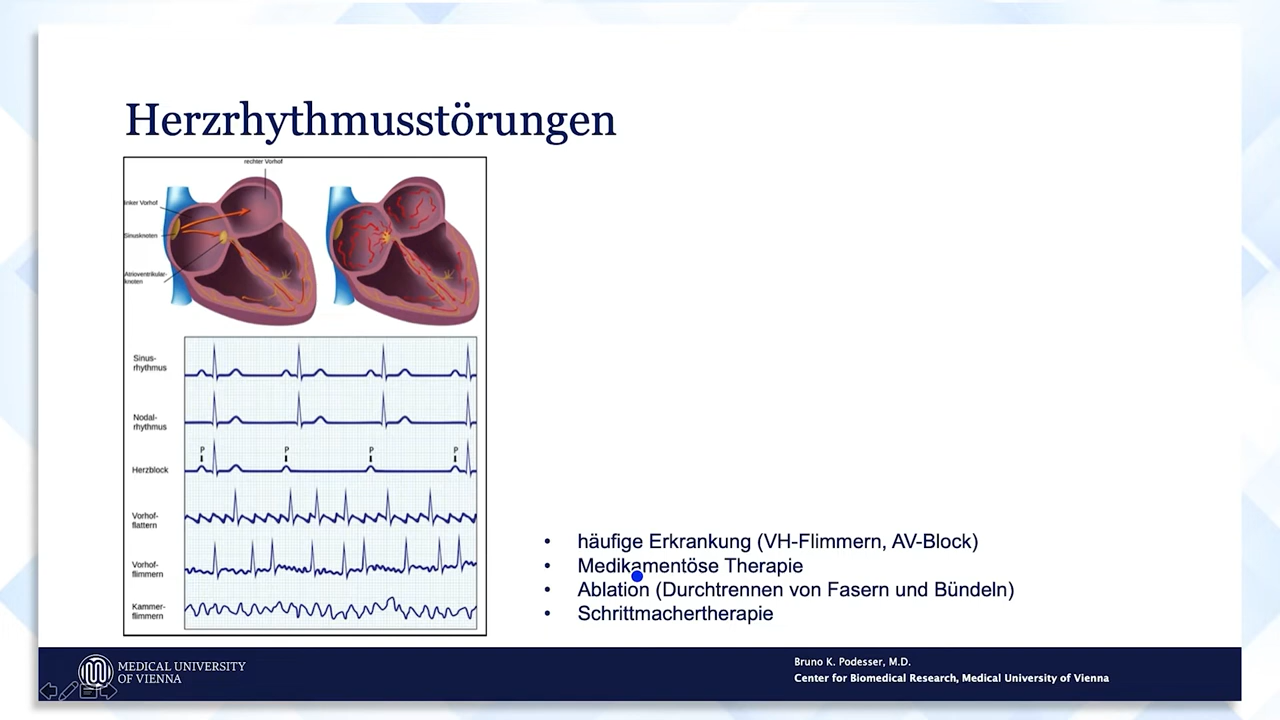 Herzrhythmusstörungen
rechter Vorhof
linker Vorhof
Sinusknoten
Atrioventrikular-
knoten
Sinus-
rhythmus
Nodal-
rhythmus
P P P P
Herzblock
Vorhof-
flattern
Vorhof-
flimmern
Kammer-
flimmern
• häufige Erkrankung (VH-Flimmern, AV-Block)
• Medikamentöse Therapie
• Ablation (Durchtrennen von Fasern und Bündeln)
• Schrittmachertherapie
MEDICAL UNIVERSITY
OF VIENNA
Bruno K. Podesser, M.D.
Center for Biomedical Research, Medical University of Vienna